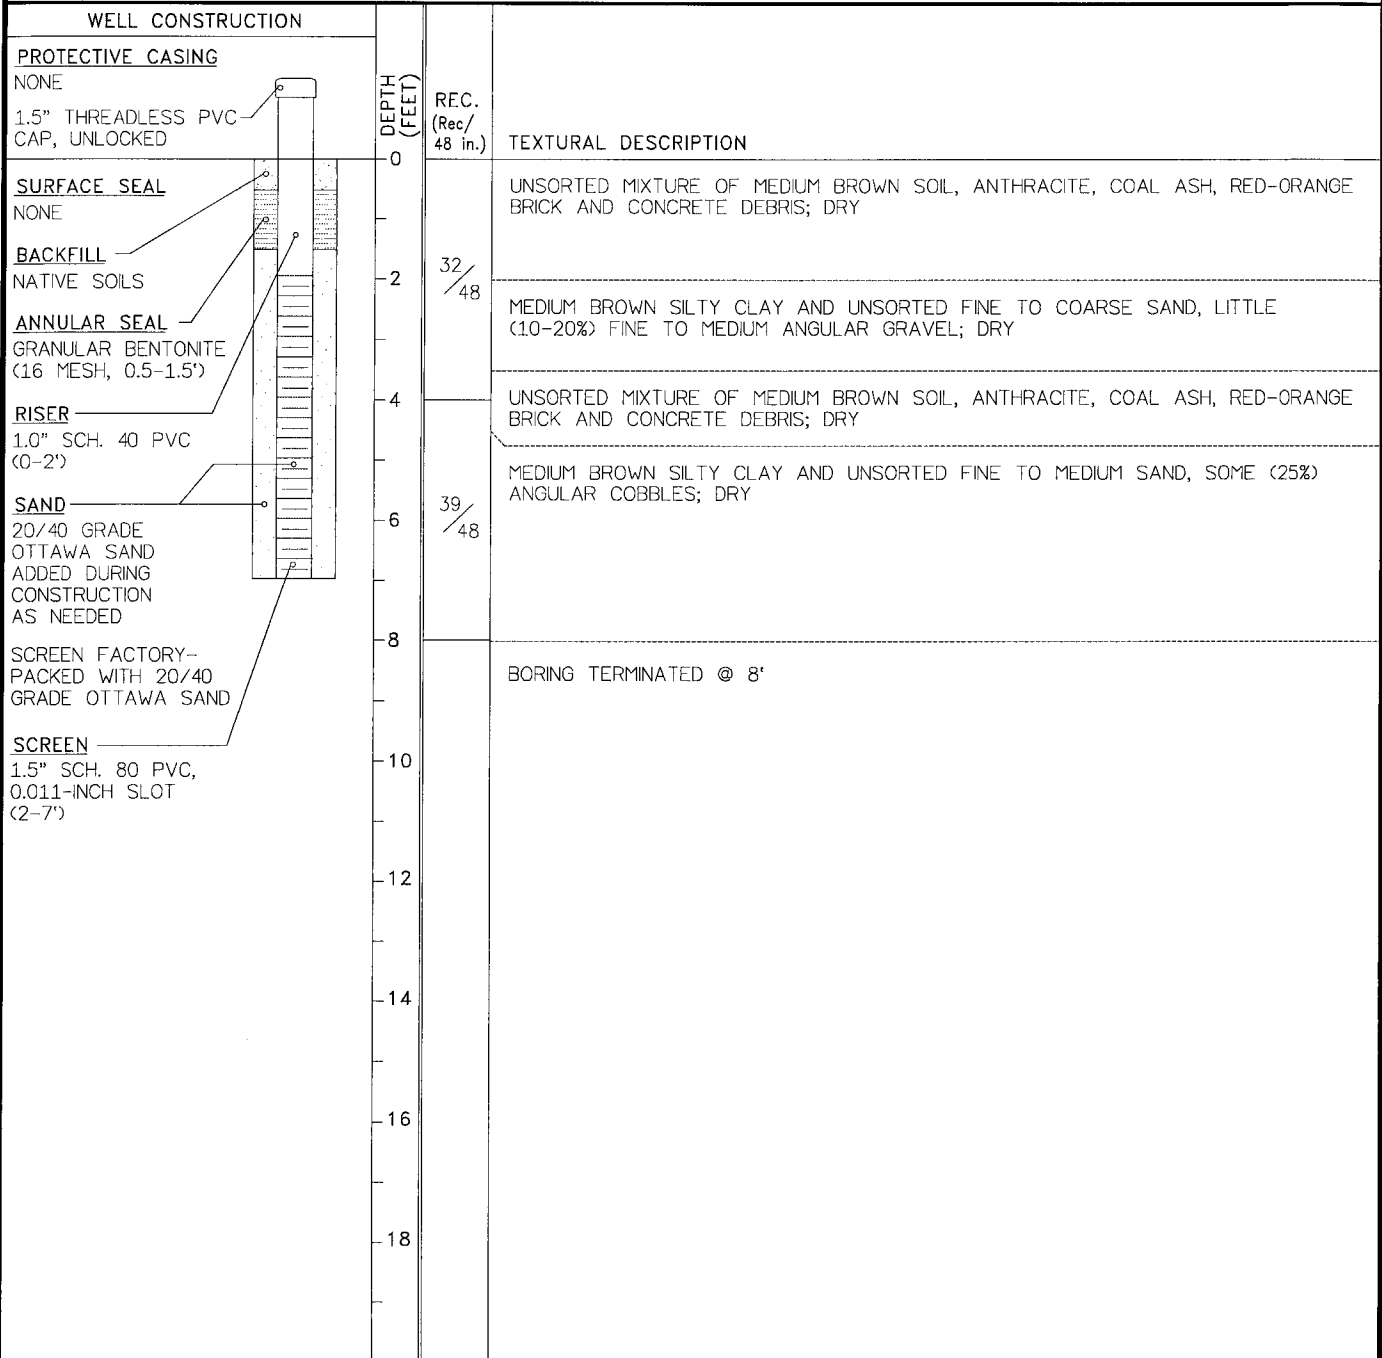 WELL CONSTRUCTION
PROTECTIVE CASING
NONE
1.5" THREADLESS PVC
CAP, UNLOCKED
SURFACE SEAL
NONE
BACKFILL
NATIVE SOILS
ANNULAR SEAL
GRANULAR BENTONITE
(16 MESH, 0.5-1.5')
RISER
1.0" SCH. 40 PVC
(0-2')
SAND
20/40 GRADE
OTTAWA SAND
ADDED DURING
CONSTRUCTION
AS NEEDED
SCREEN FACTORY-
PACKED WITH 20/40
GRADE OTTAWA SAND
SCREEN
1.5" SCH. 80 PVC,
0.011-INCH SLOT
(2-7')
DEPTH
(FEET)
0
2
4
6
8
10
12
14
16
18
REC.
(Rec/
48 in.)
32/48
39/48
TEXTURAL DESCRIPTION
UNSORTED MIXTURE OF MEDIUM BROWN SOIL, ANTHRACITE, COAL ASH, RED-ORANGE
BRICK AND CONCRETE DEBRIS; DRY
MEDIUM BROWN SILTY CLAY AND UNSORTED FINE TO COARSE SAND, LITTLE
(10-20%) FINE TO MEDIUM ANGULAR GRAVEL; DRY
UNSORTED MIXTURE OF MEDIUM BROWN SOIL, ANTHRACITE, COAL ASH, RED-ORANGE
BRICK AND CONCRETE DEBRIS; DRY
MEDIUM BROWN SILTY CLAY AND UNSORTED FINE TO MEDIUM SAND, SOME (25%)
ANGULAR COBBLES; DRY
BORING TERMINATED @ 8'